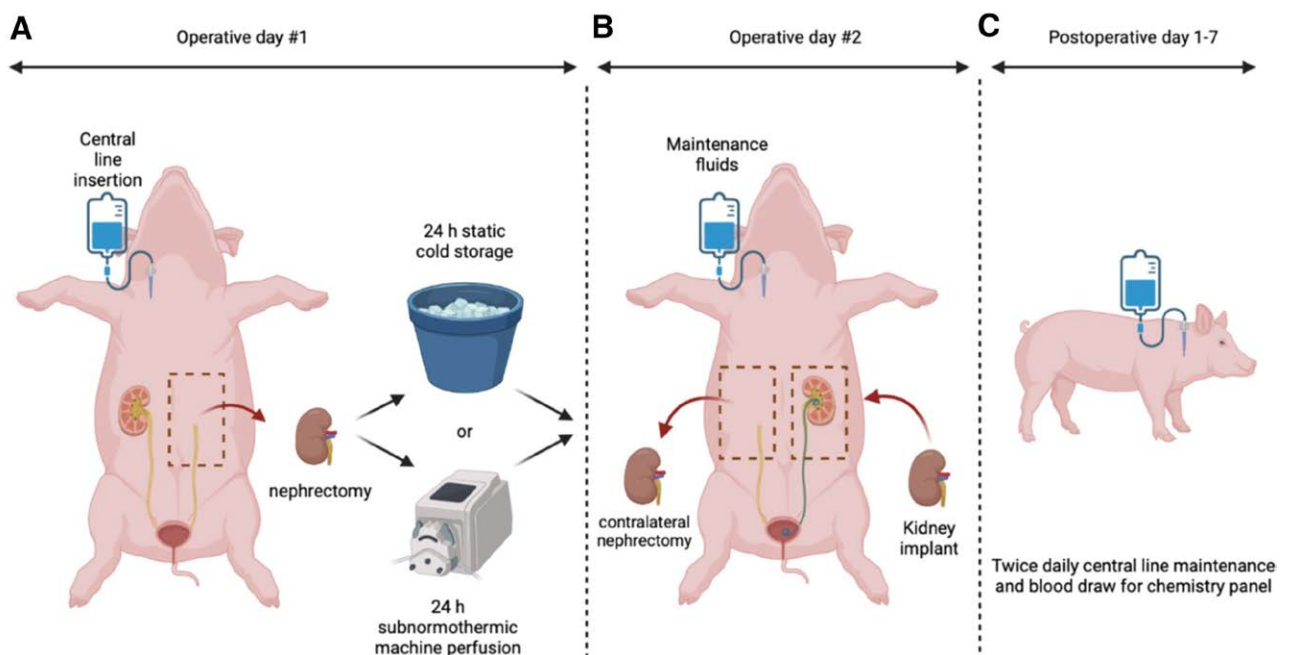 A
Operative day #1
Central
line
insertion
24 h static
cold storage
or
nephrectomy
24 h
subnormothermic
machine perfusion
B
Operative day #2
Maintenance
fluids
contralateral
nephrectomy
Kidney
implant
C
Postoperative day 1-7
Twice daily central line maintenance
and blood draw for chemistry panel